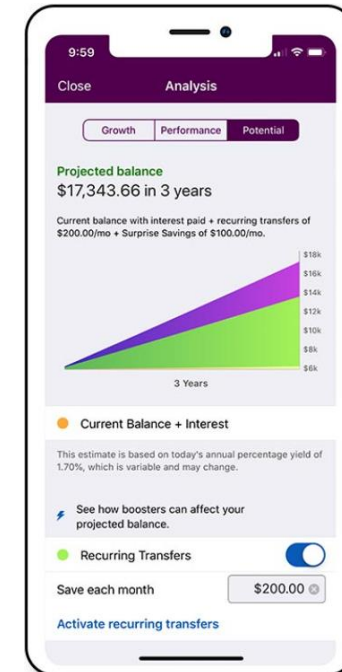 9:59
Close Analysis
Growth Performance Potential
Projected balance
$17,343.66 in 3 years
Current balance with interest paid + recurring transfers of
$200.00/mo + Surprise Savings of $100.00/mo.
$18k
$16k
$14k
$12k
$10k
$8k
$6k
3 Years
Current Balance + Interest
This estimate is based on today's annual percentage yield of
1.70%, which is variable and may change.
See how boosters can affect your
projected balance.
Recurring Transfers
Save each month $200.00
Activate recurring transfers